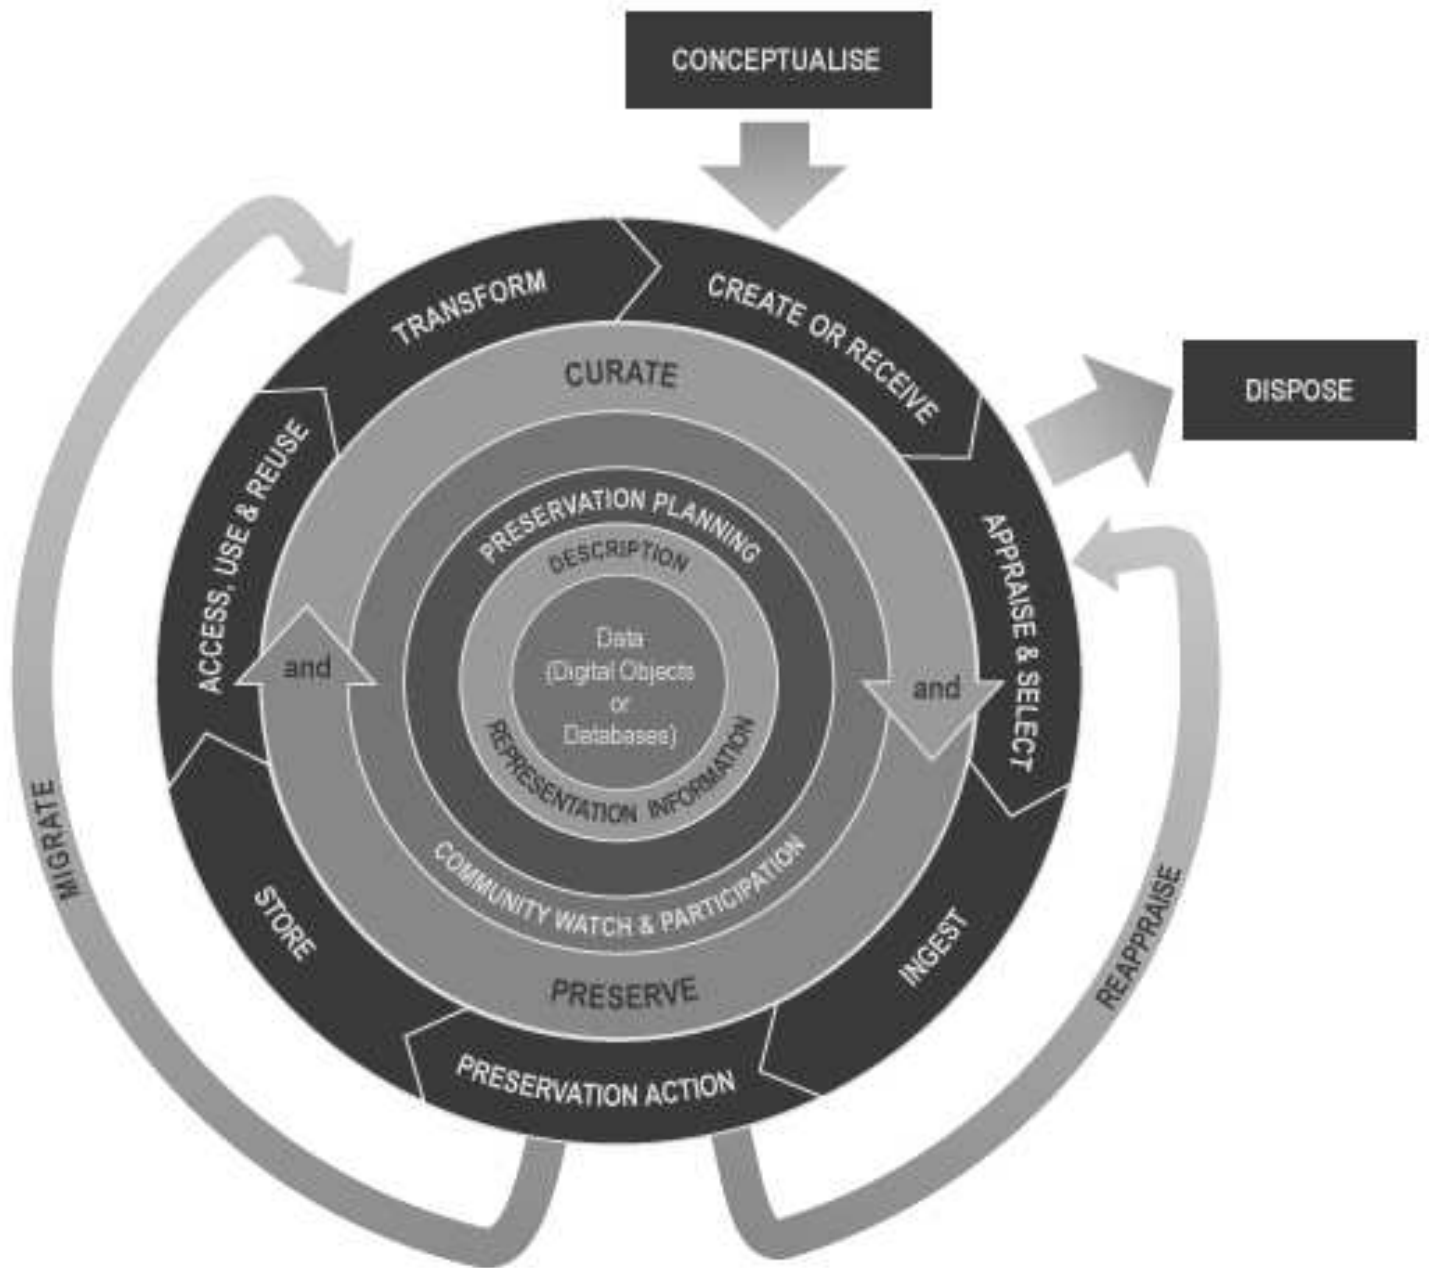 CONCEPTUALISE
TRANSFORM
CREATE OR RECEIVE
DISPOSE
CURATE
ACCESS, USE & REUSE
PRESERVATION PLANNING
DESCRIPTION
APPRAISE & SELECT
Data
(Digital Objects
or
Databases)
and
and
REPRESENTATION INFORMATION
MIGRATE
COMMUNITY WATCH & PARTICIPATION
STORE
INGEST
REAPPRAISE
PRESERVE
PRESERVATION ACTION